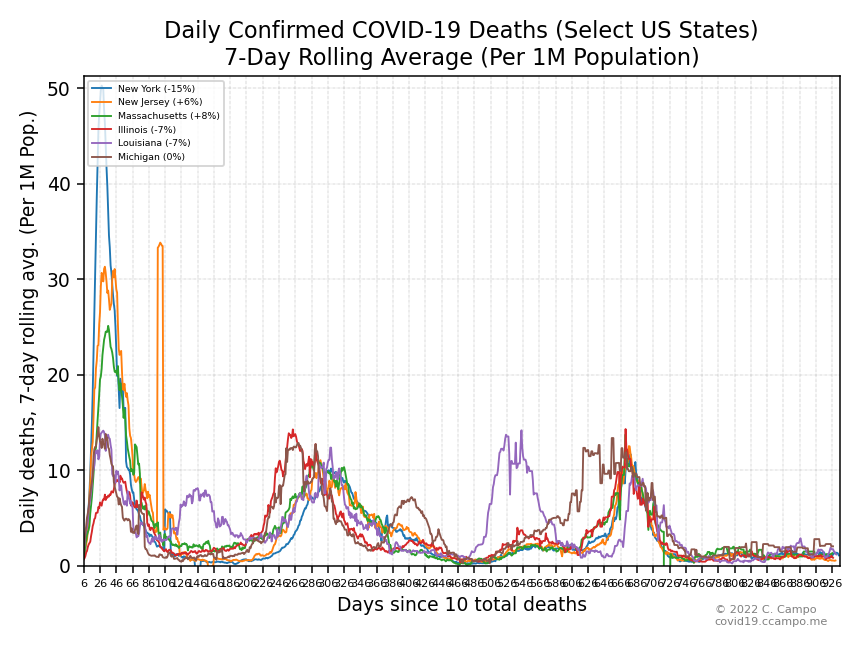 Daily Confirmed COVID-19 Deaths (Select US States)
7-Day Rolling Average (Per 1M Population)
Daily deaths, 7-day rolling avg. (Per 1M Pop.)
50
40
30
20
10
0
New York (-15%)
New Jersey (+6%)
Massachusetts (+8%)
Illinois (-7%)
Louisiana (-7%)
Michigan (0%)
6 26 46 66 86 106 126 146 166 186 206 226 246 266 286 306 326 346 366 386 406 426 446 466 486 506 526 546 566 586 606 626 646 666 686 706 726 746 766 786 806 826 846 866 886 906 926
Days since 10 total deaths
© 2022 C. Campo
covid19.ccampo.me